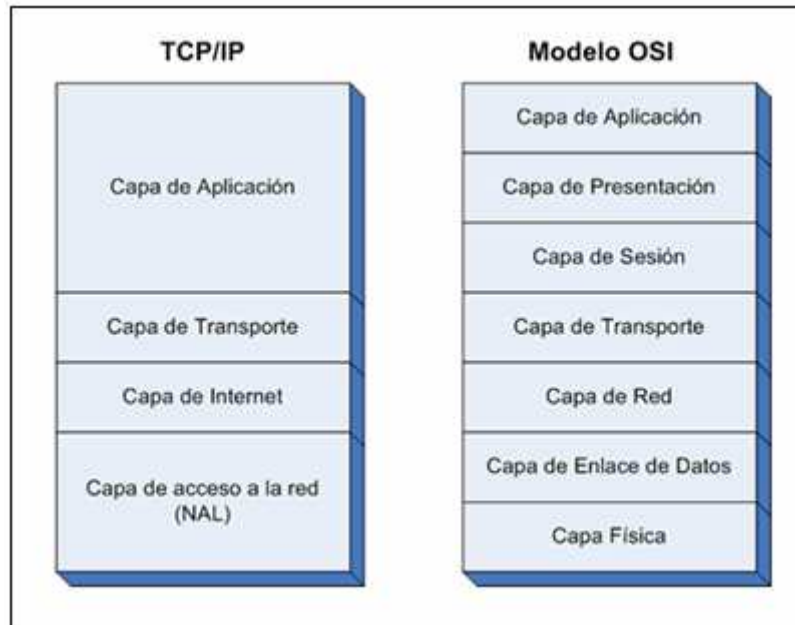 TCP/IP
Capa de Aplicación
Capa de Transporte
Capa de Internet
Capa de acceso a la red
(NAL)
Modelo OSI
Capa de Aplicación
Capa de Presentación
Capa de Sesión
Capa de Transporte
Capa de Red
Capa de Enlace de Datos
Capa Física